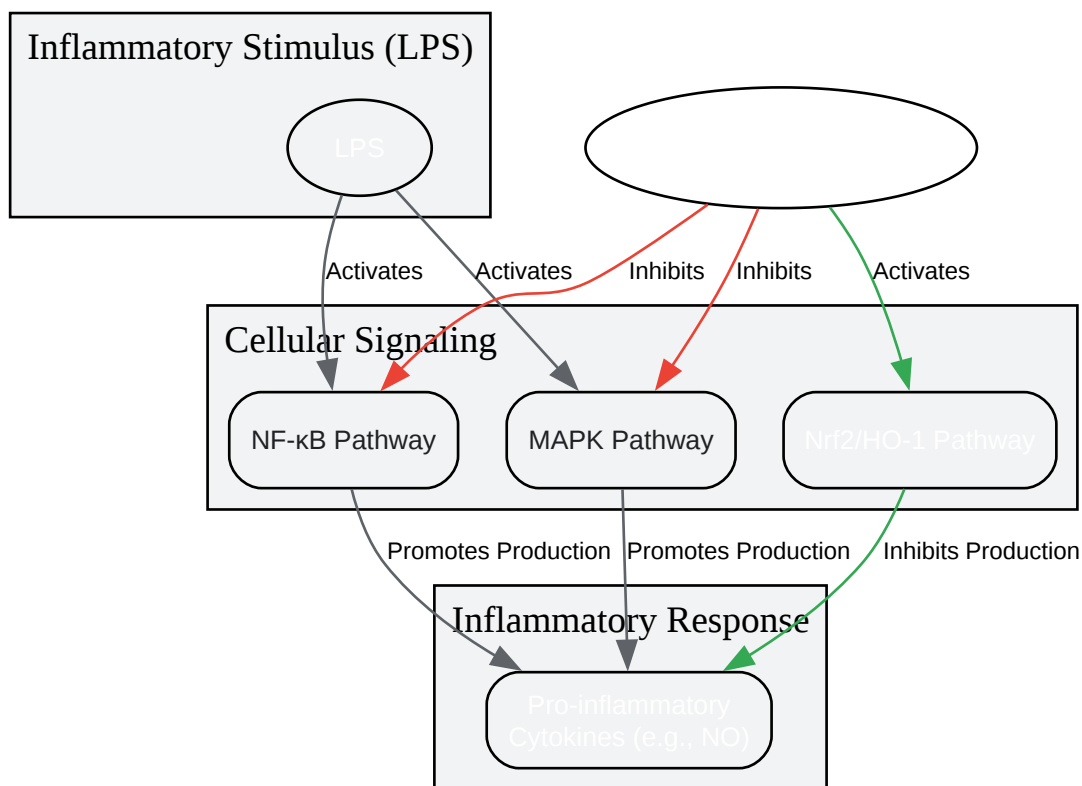 Inflammatory Stimulus (LPS)
LPS
Activates
Activates
Inhibits
Inhibits
Activates
Cellular Signaling
NF-κB Pathway
MAPK Pathway
Nrf2/HO-1 Pathway
Promotes Production
Promotes Production
Inhibits Production
Inflammatory Response
Pro-inflammatory
Cytokines (e.g., NO)